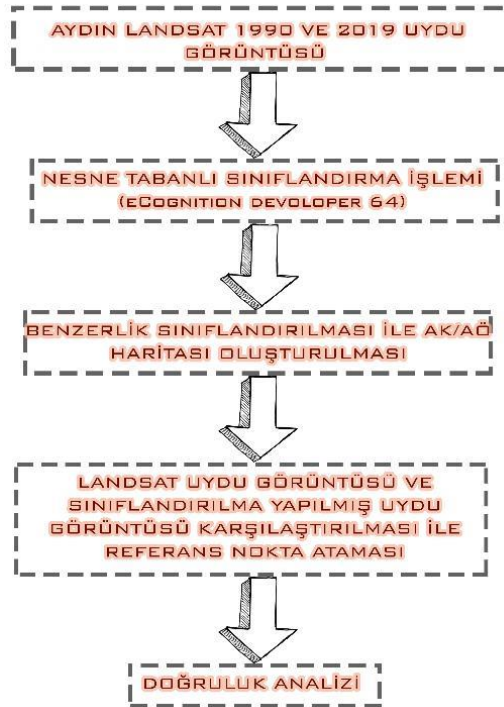 AYDIN LANDSAT 1990 VE 2019 UYDU
GÖRÜNTÜSÜ
NESNE TABANLI SINIFLANDIRMA İŞLEMİ
(eCOGNITION DEVOLOPER 64)
BENZERLİK SINIFLANDIRILMASI İLE AK/AÖ
HARİTASI OLUŞTURULMASI
LANDSAT UYDU GÖRÜNTÜSÜ VE
SINIFLANDIRILMA YAPILMIŞ UYDU
GÖRÜNTÜSÜ KARŞILAŞTIRILMASI İLE
REFERANS NOKTA ATAMASI
DOĞRULUK ANALİZİ